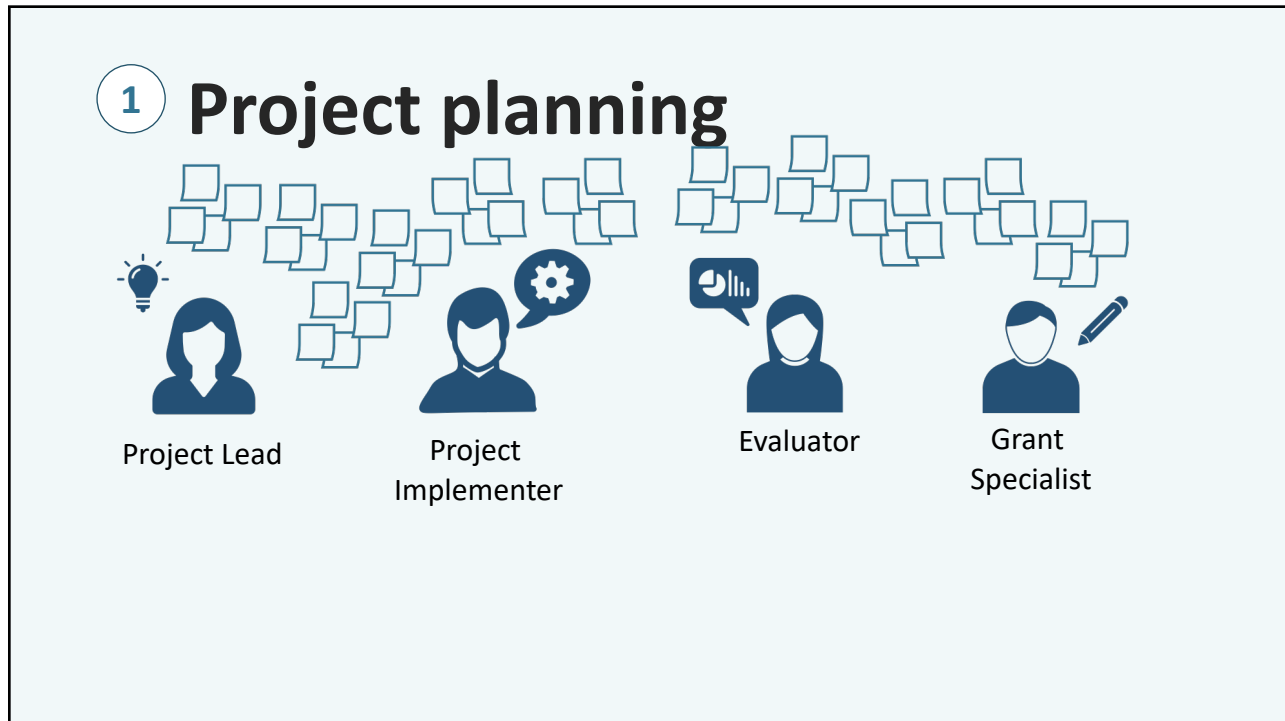 1 Project planning
Project Lead
Project
Implementer
Evaluator
Grant
Specialist